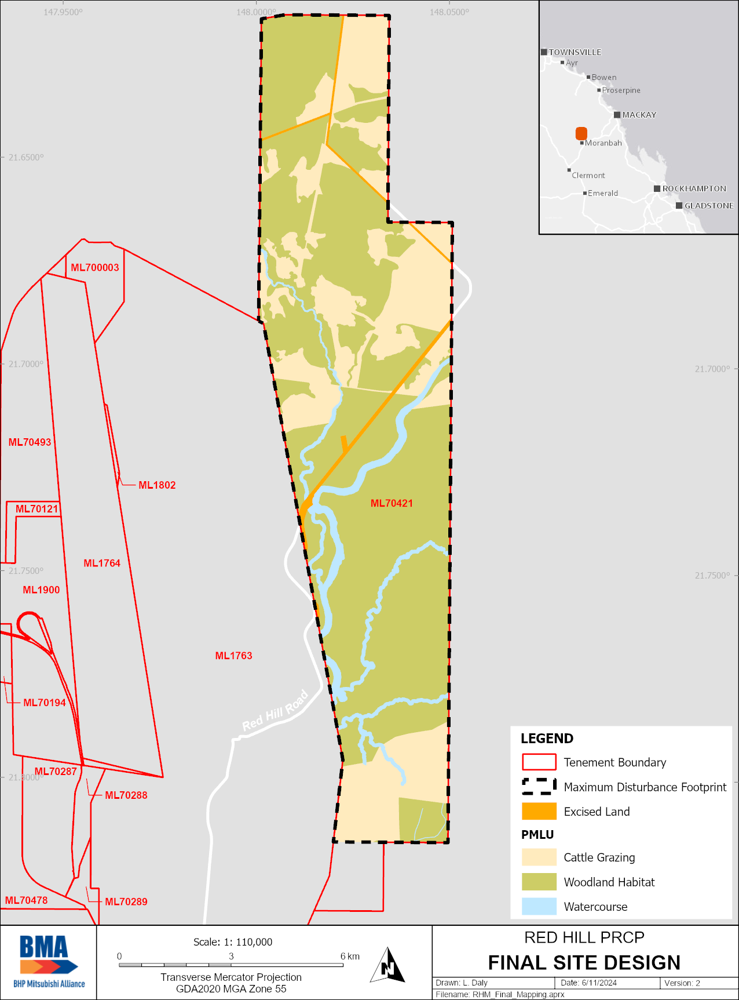 147.9500°
148.0000°
148.0500°
TOWNSVILLE
Ayr
Bowen
Proserpine
MACKAY
Moranbah
Clermont
ROCKHAMPTON
Emerald
GLADSTONE
21.6500°
ML700003
21.7000°
21.7000°
ML70493
ML1802
ML70421
ML70121
ML1764
21.7500°
21.7500°
ML1900
ML1763
ML70194
Red Hill Road
ML70287
21.8000°
ML70288
ML70478
ML70289
LEGEND
Tenement Boundary
Maximum Disturbance Footprint
Excised Land
PMLU
Cattle Grazing
Woodland Habitat
Watercourse
BMA
BHP Mitsubishi Alliance
Scale: 1: 110,000
0 3 6 km
Transverse Mercator Projection
GDA2020 MGA Zone 55
N
RED HILL PRCP
FINAL SITE DESIGN
Drawn: L. Daly
Date: 6/11/2024
Version: 2
Filename: RHM_Final_Mapping.aprx